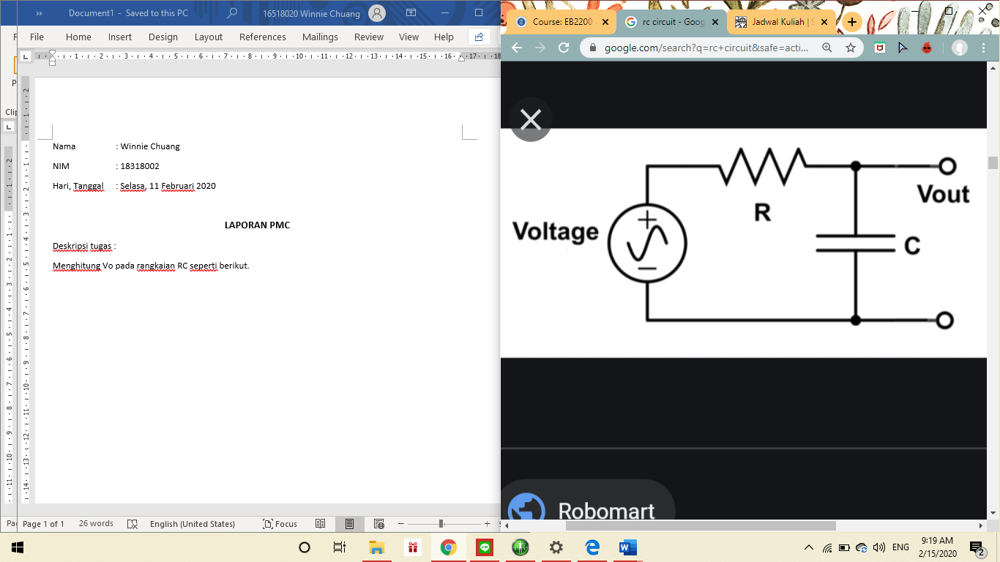 Document1 - Saved to this PC
16518020 Winnie Chuang
File Home Insert Design Layout References Mailings Review View Help
Nama : Winnie Chuang
NIM : 18318002
Hari, Tanggal : Selasa, 11 Februari 2020
LAPORAN PMC
Deskripsi tugas :
Menghitung Vo pada rangkaian RC seperti berikut.
Page 1 of 1 26 words English (United States) Focus
Course: EB2200
rc circuit - Goog
Jadwal Kuliah | S
google.com/search?q=rc+circuit&safe=acti...
R
Vout
Voltage
C
Robomart
ENG
9:19 AM
2/15/2020
2